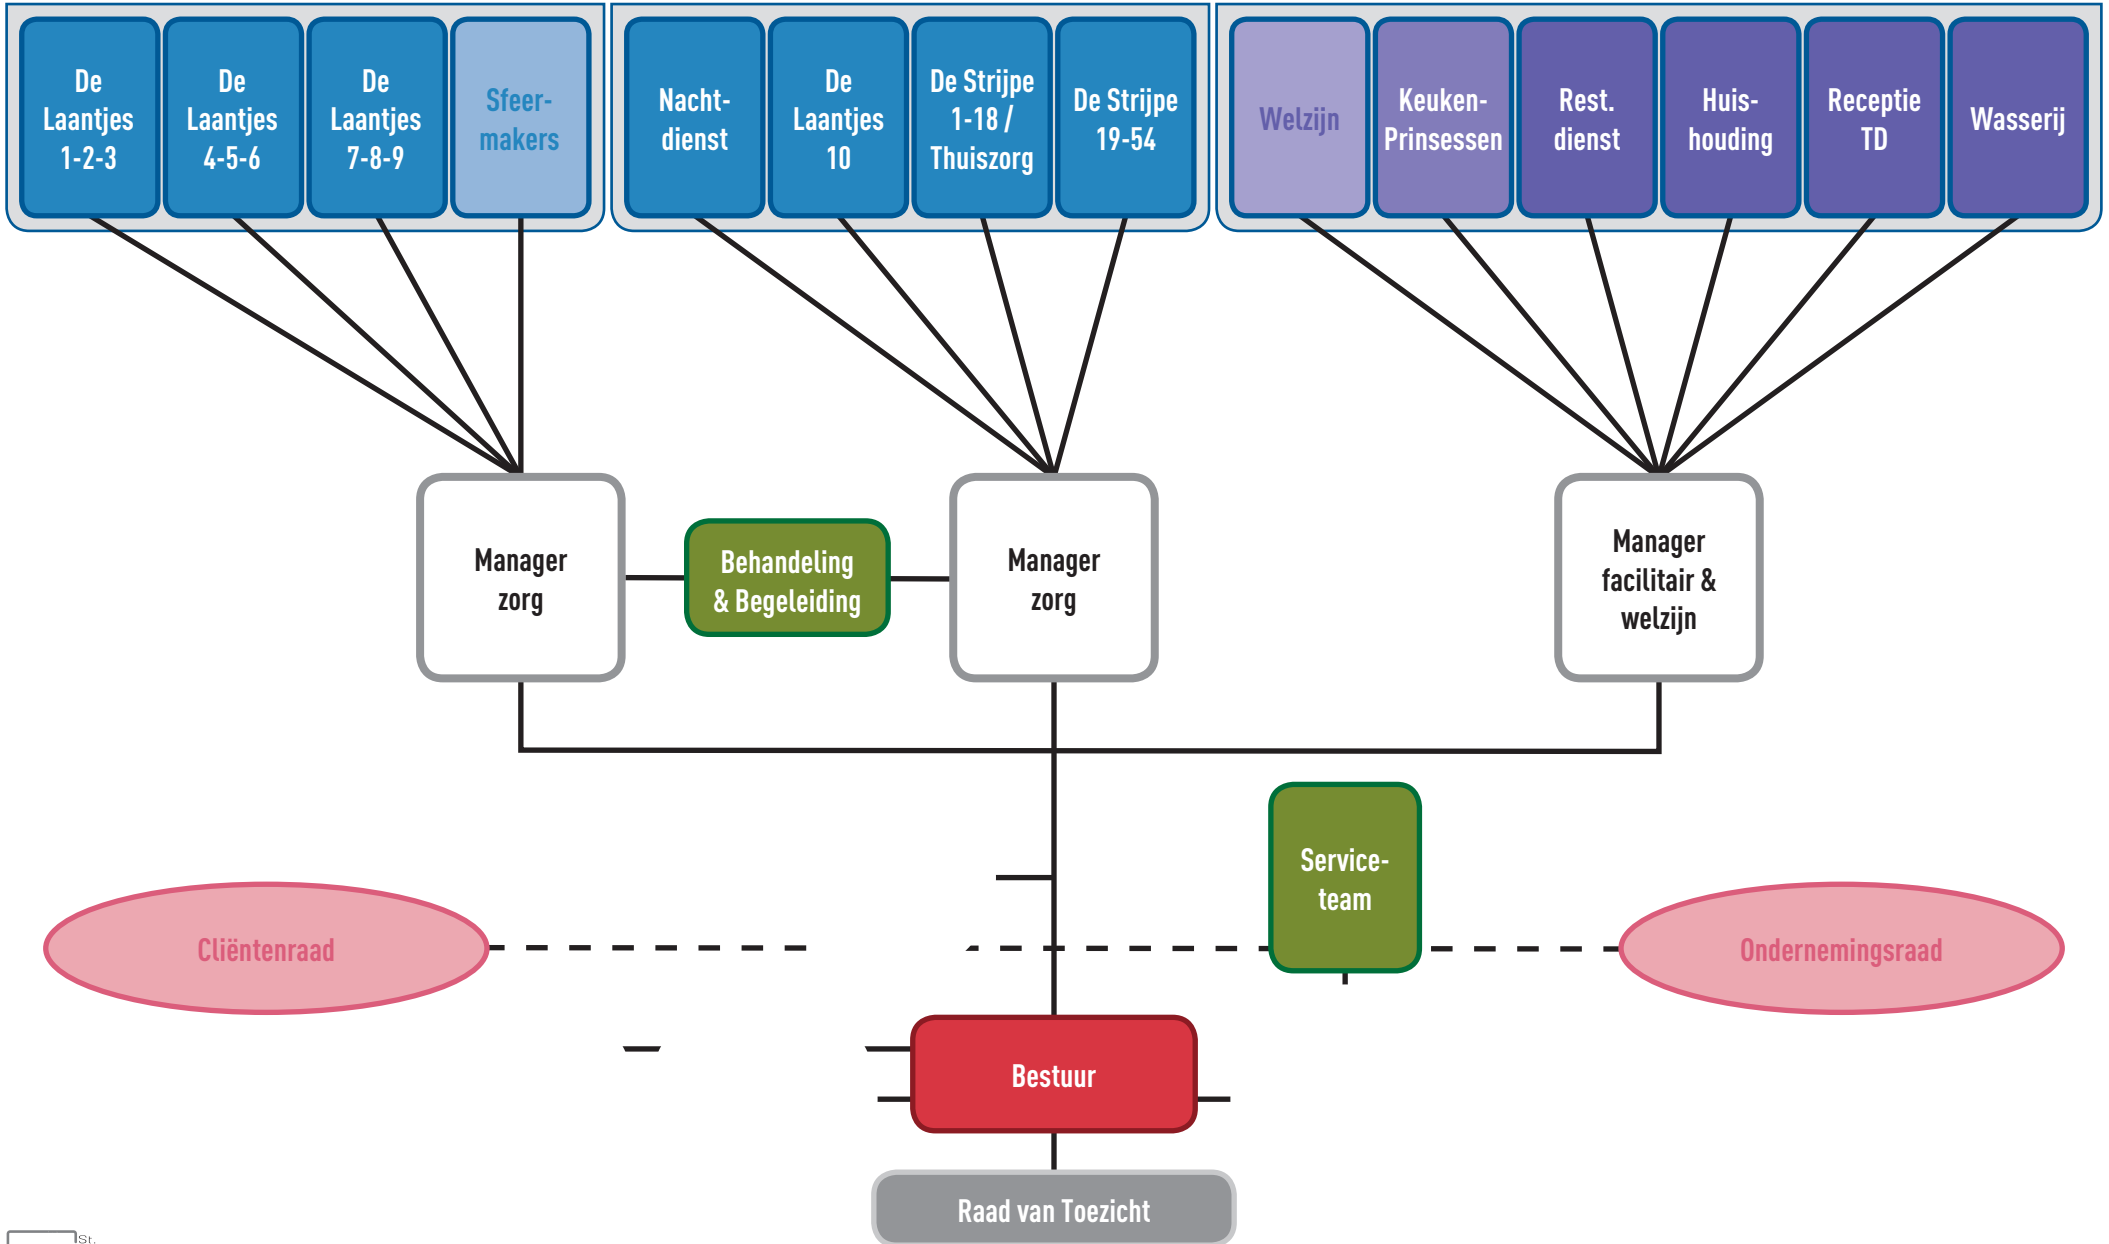 De
Laantjes
1-2-3
De
Laantjes
4-5-6
De
Laantjes
7-8-9
Sfeer-
makers
Nacht-
dienst
De
Laantjes
10
De Strijpe
1-18 /
Thuiszorg
De Strijpe
19-54
Welzijn
Keuken-
Prinsessen
Rest.
dienst
Huis-
houding
Receptie
TD
Wasserij
Manager
zorg
Behandeling
& Begeleiding
Manager
zorg
Manager
facilitair &
welzijn
Service-
team
Cliëntenraad
Ondernemingsraad
Bestuur
Raad van Toezicht
St.